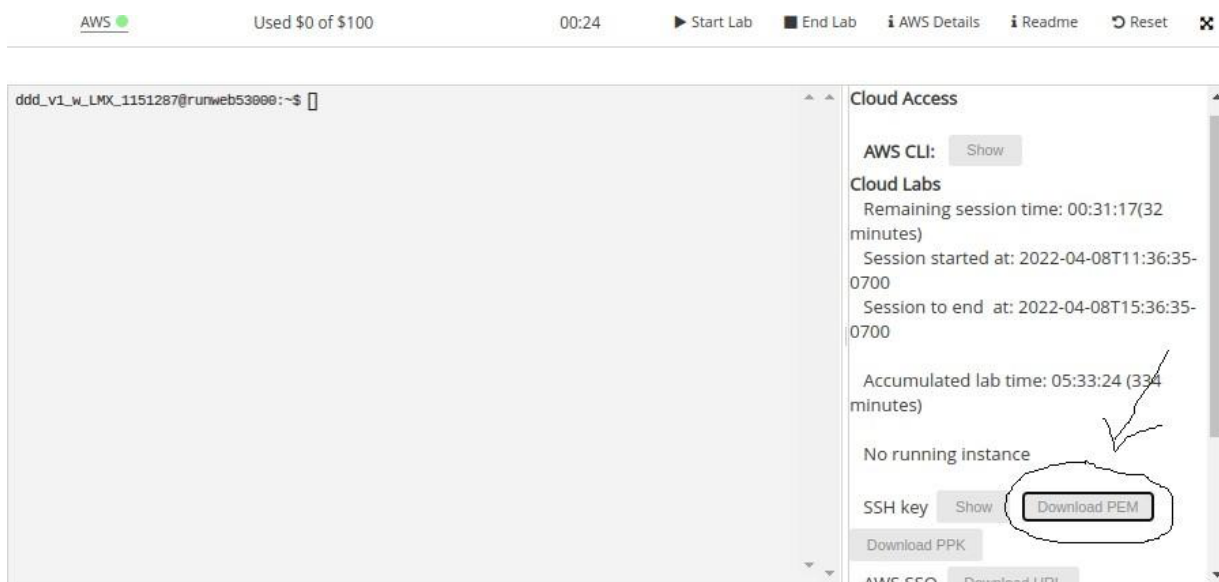 AWS Used $0 of $100 00:24 Start Lab End Lab AWS Details Readme Reset
ddd_v1_w_LMX_1151287@runweb53000:~$
Cloud Access
AWS CLI: Show
Cloud Labs
Remaining session time: 00:31:17(32
minutes)
Session started at: 2022-04-08T11:36:35-
0700
Session to end at: 2022-04-08T15:36:35-
0700
Accumulated lab time: 05:33:24 (334
minutes)
No running instance
SSH key Show Download PEM
Download PPK
AWS SSO Download URL